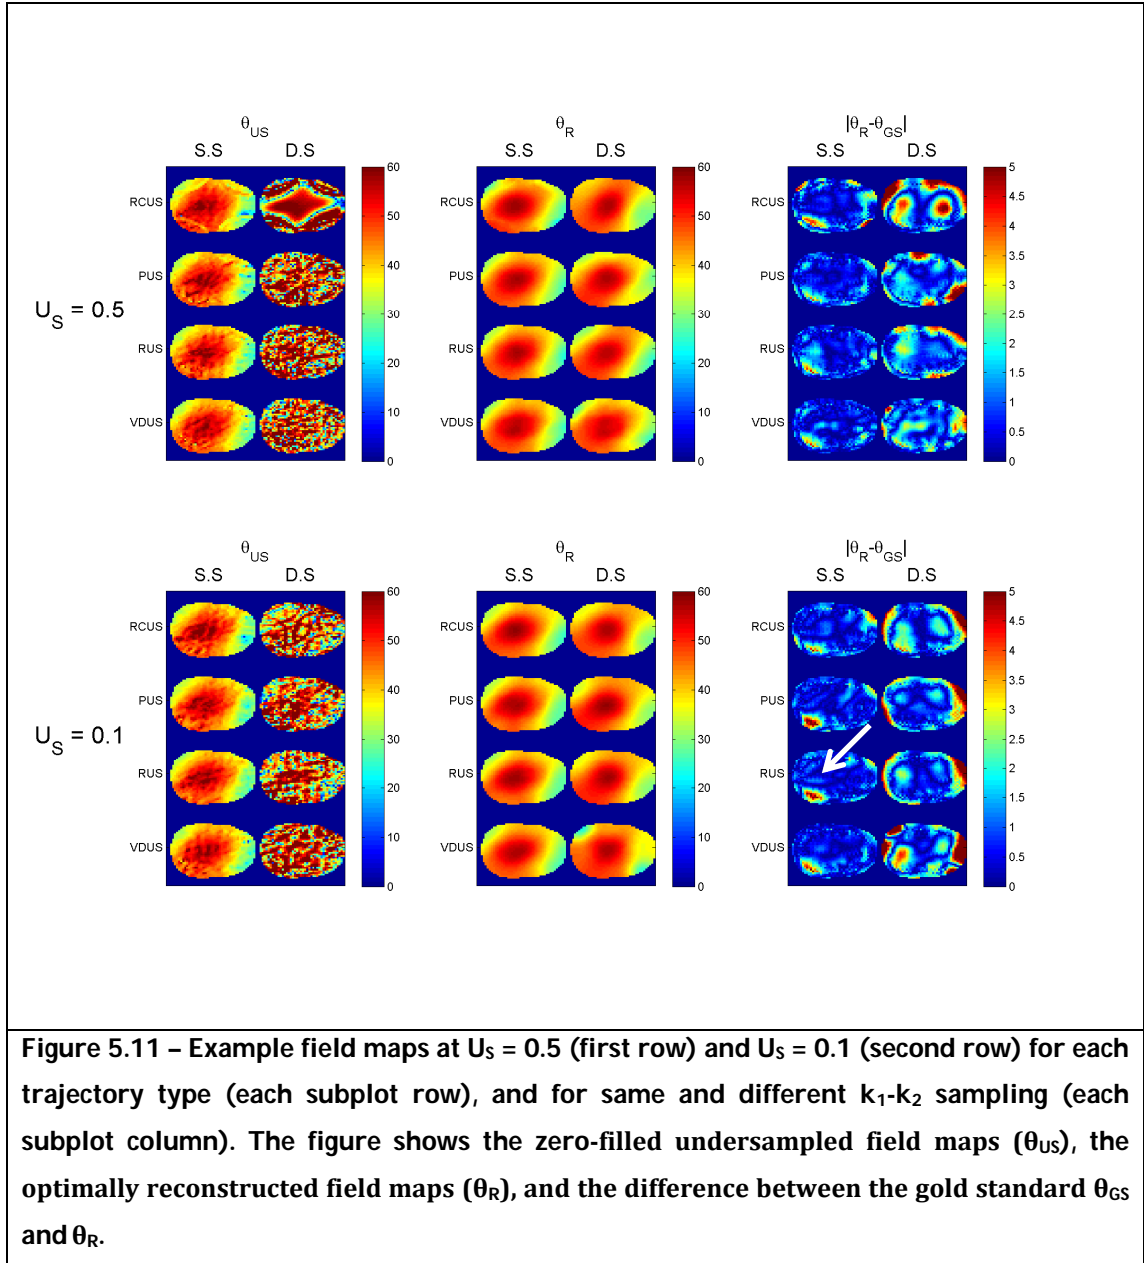 θUS θR |θR-θGS|
S.S D.S S.S D.S S.S D.S
US = 0.5
RCUS
PUS
RUS
VDUS
60
50
40
30
20
10
0
RCUS
PUS
RUS
VDUS
60
50
40
30
20
10
0
RCUS
PUS
RUS
VDUS
5
4.5
4
3.5
3
2.5
2
1.5
1
0.5
0
θUS θR |θR-θGS|
S.S D.S S.S D.S S.S D.S
US = 0.1
RCUS
PUS
RUS
VDUS
60
50
40
30
20
10
0
RCUS
PUS
RUS
VDUS
60
50
40
30
20
10
0
RCUS
PUS
RUS
VDUS
5
4.5
4
3.5
3
2.5
2
1.5
1
0.5
0
Figure 5.11 – Example field maps at US = 0.5 (first row) and US = 0.1 (second row) for each
trajectory type (each subplot row), and for same and different k1-k2 sampling (each
subplot column). The figure shows the zero-filled undersampled field maps (θUS), the
optimally reconstructed field maps (θR), and the difference between the gold standard θGS
and θR.